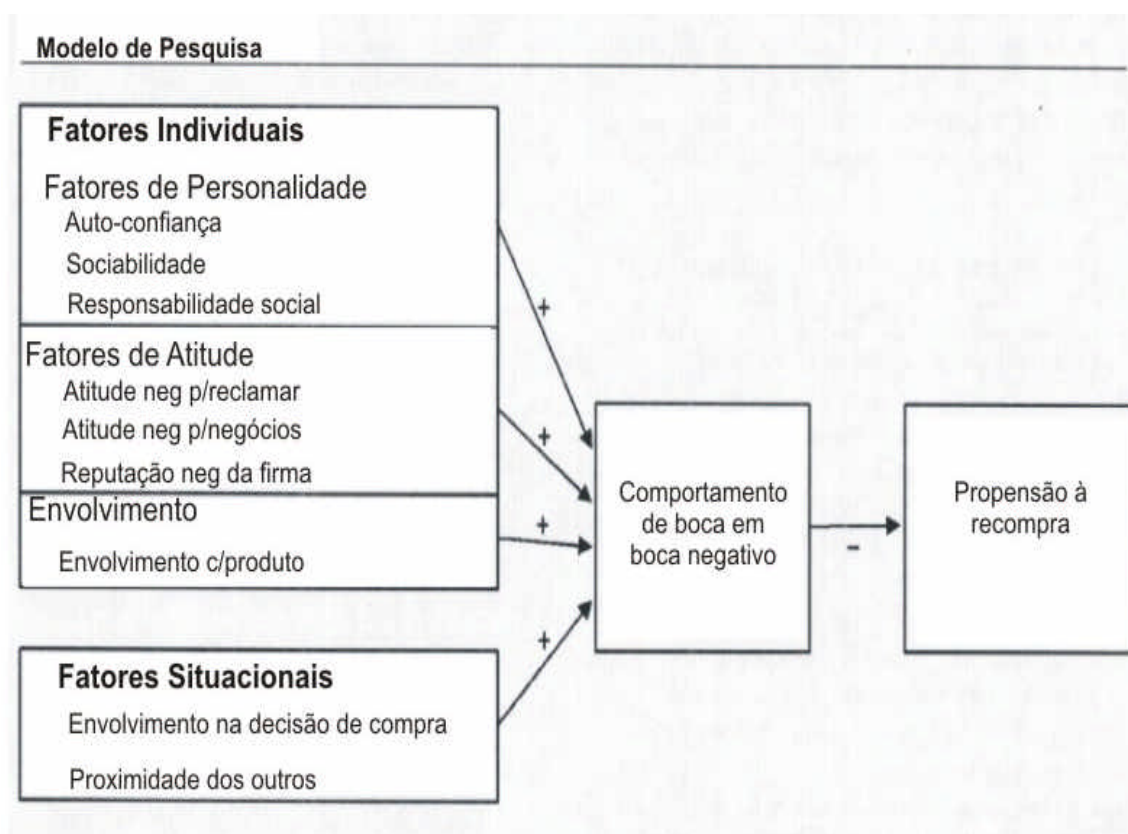 Modelo de Pesquisa
Fatores Individuais
Fatores de Personalidade
Auto-confiança
Sociabilidade
Responsabilidade social
Fatores de Atitude
Atitude neg p/reclamar
Atitude neg p/negócios
Reputação neg da firma
Envolvimento
Envolvimento c/produto
Fatores Situacionais
Envolvimento na decisão de compra
Proximidade dos outros
+
+
+
+
Comportamento
de boca em
boca negativo
-
Propensão à
recompra